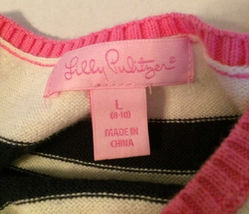 Lilly Pulitzer®
L
(8-10)
MADE IN
CHINA